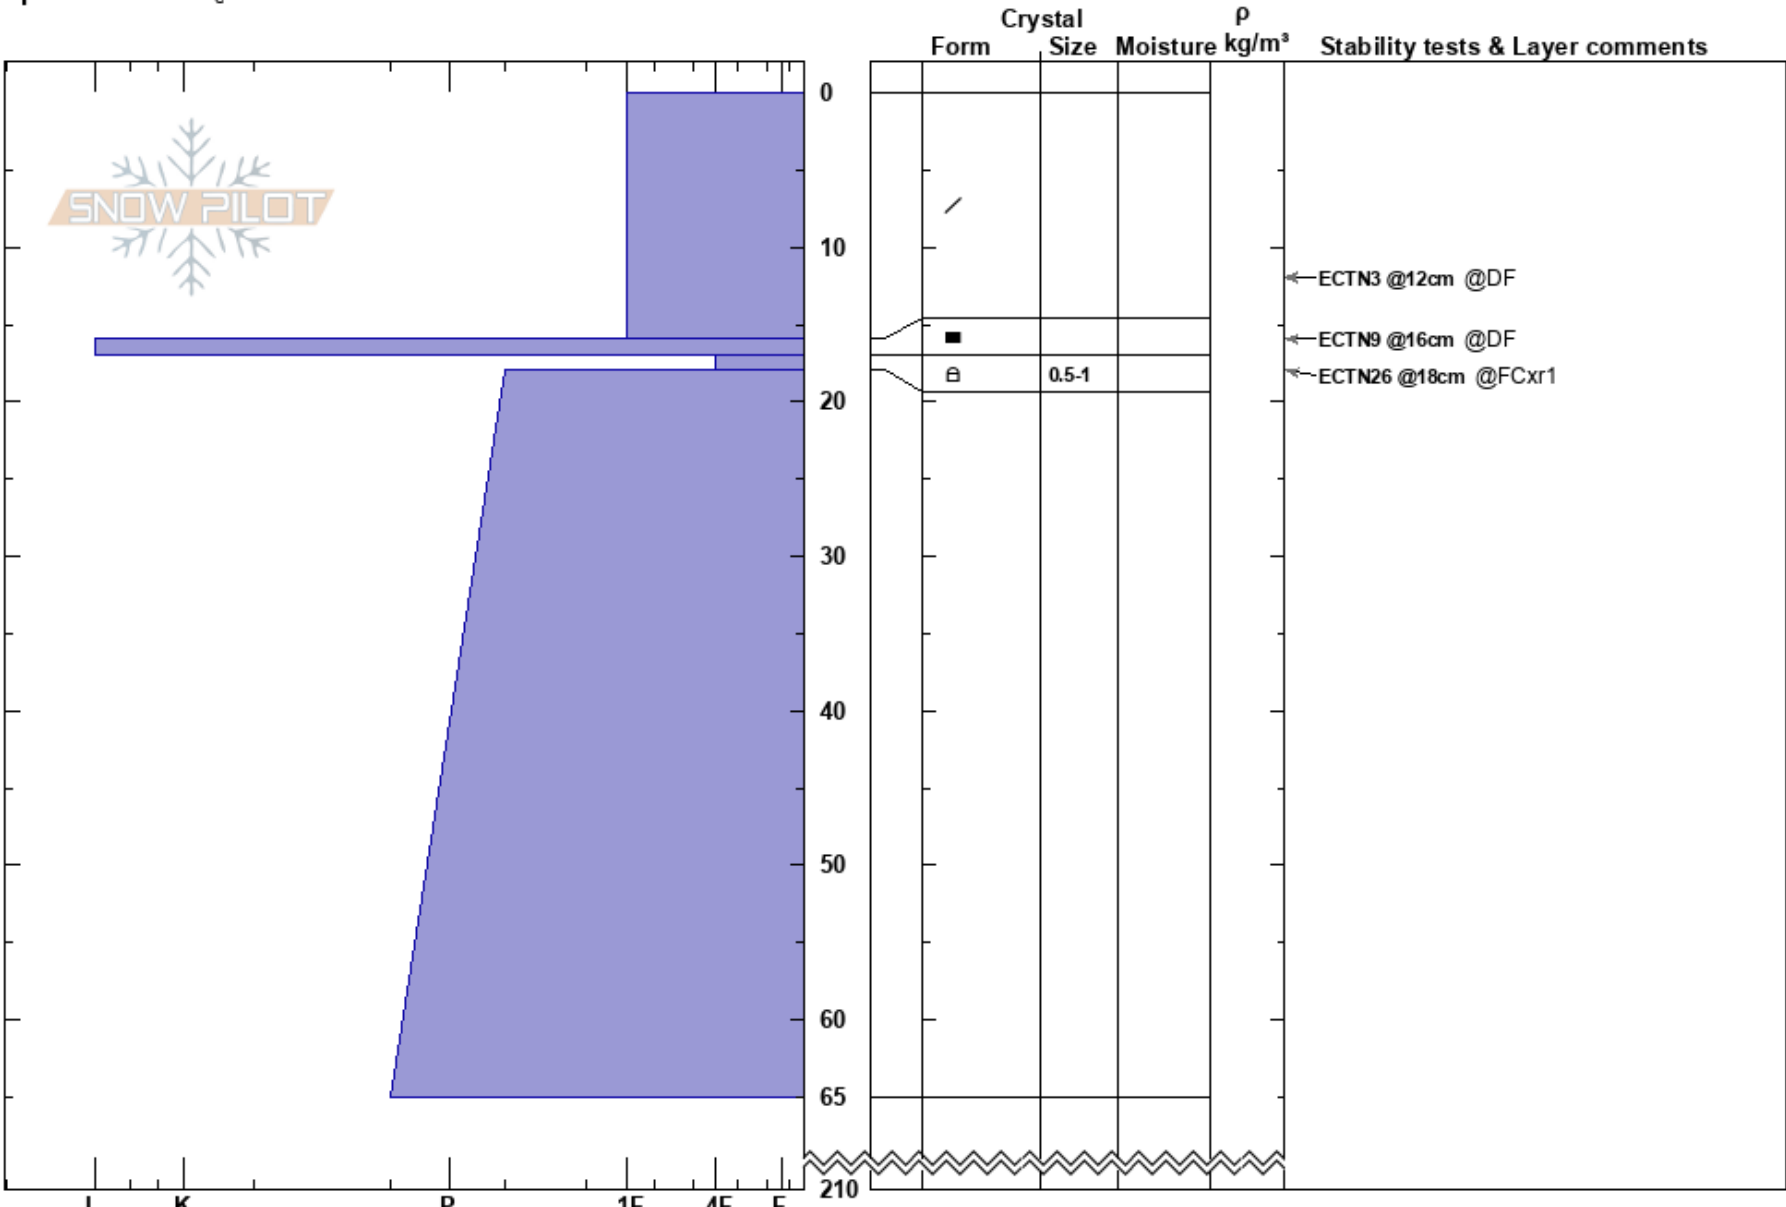 Crystal ρ
Form Size Moisture kg/m³ Stability tests & Layer comments
0
SNOW PILOT
10
ECTN3 @12cm @DF
ECTN9 @16cm @DF
0.5-1 ECTN26 @18cm @FCxr1
20
30
40
50
60
65
210
I K P 1F 4F F